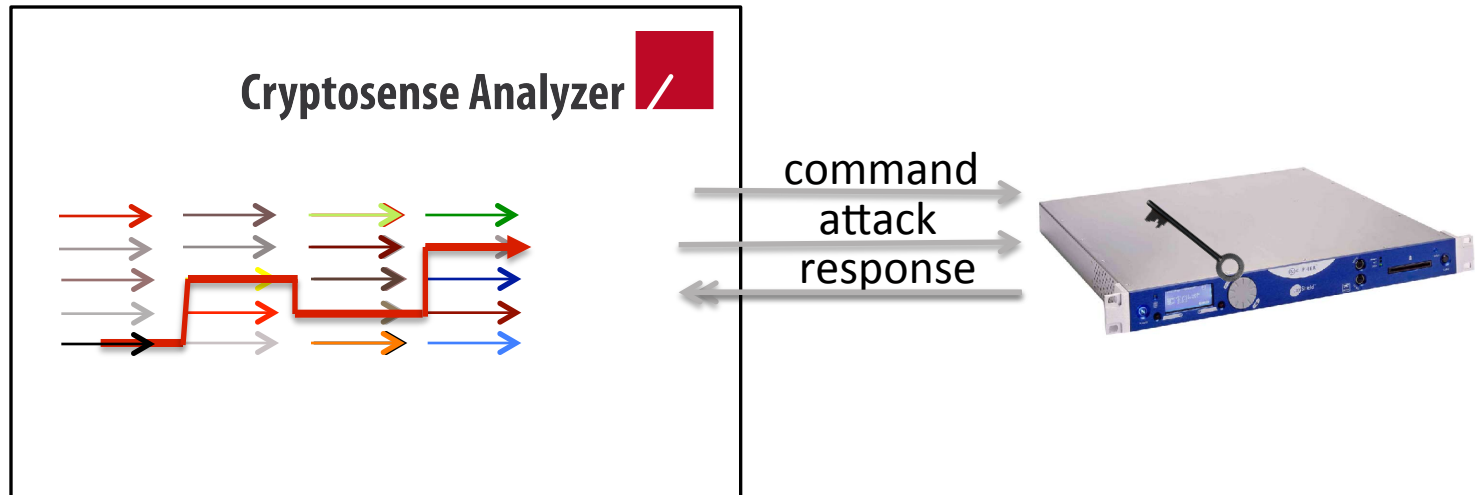 Cryptosense Analyzer
command
attack
response